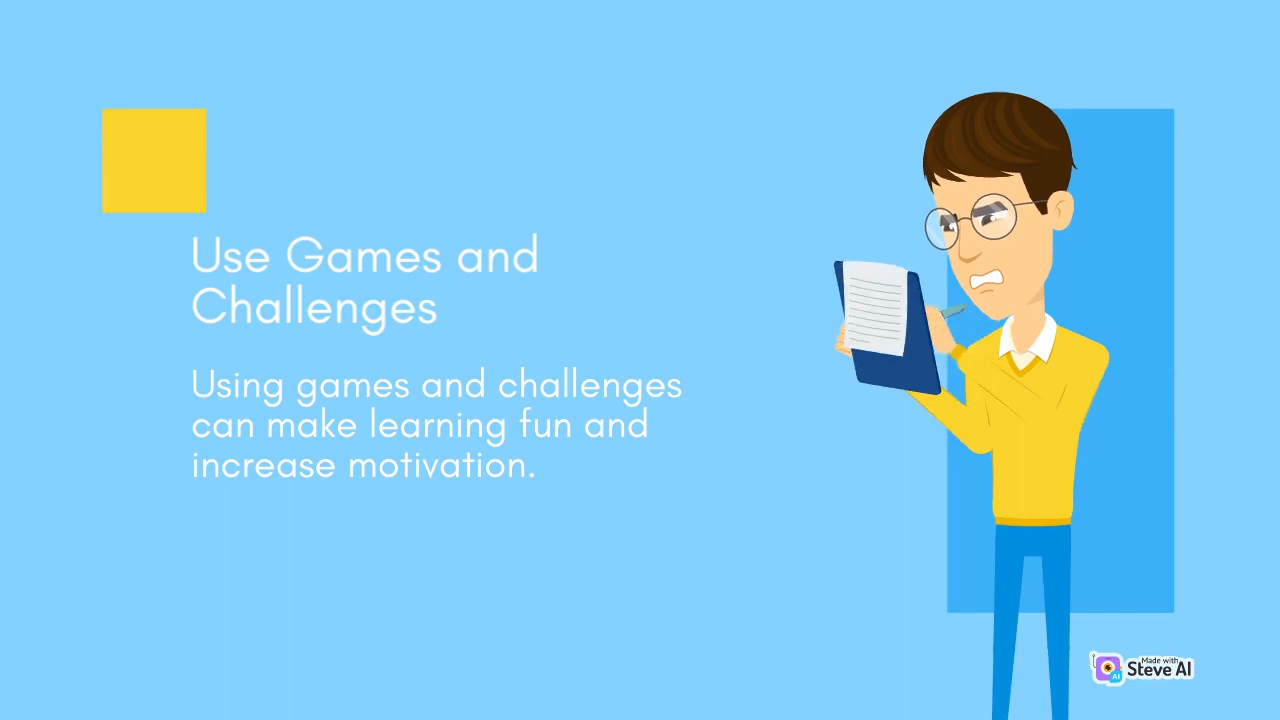 Use Games and
Challenges
Using games and challenges
can make learning fun and
increase motivation.
Made with
Steve AI
AI